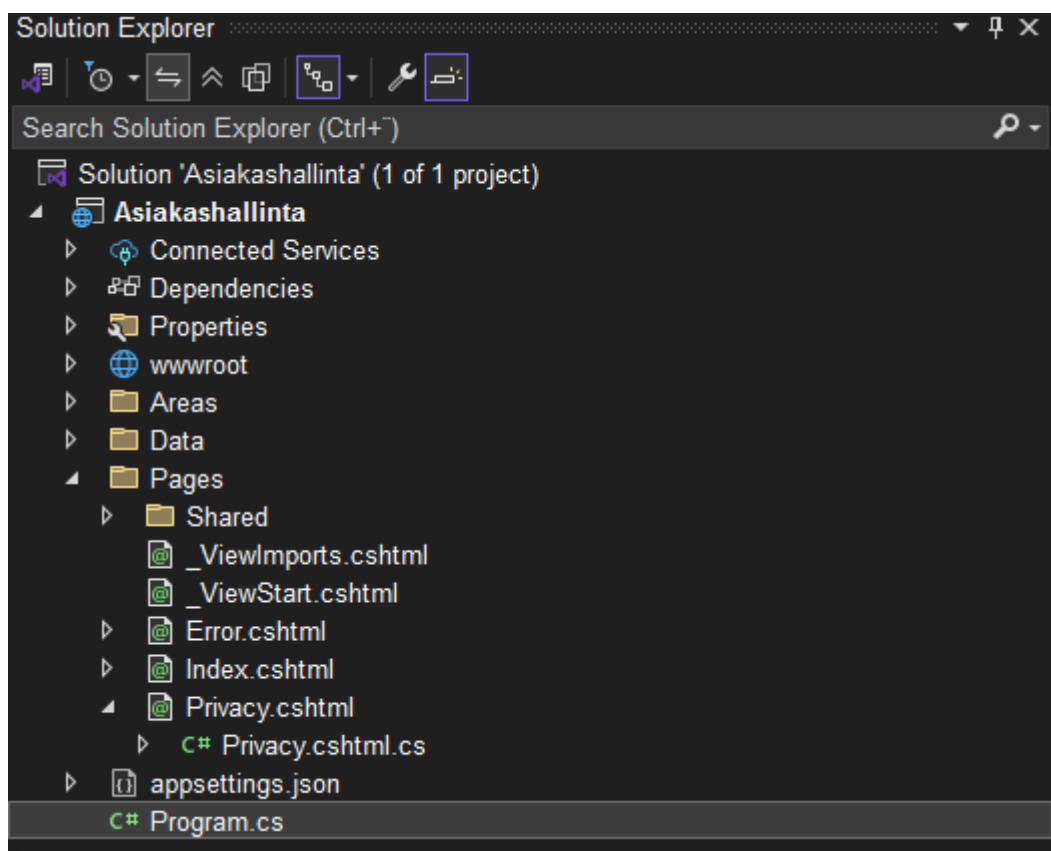 Solution Explorer
Search Solution Explorer (Ctrl+¨)
Solution 'Asiakashallinta' (1 of 1 project)
Asiakashallinta
Connected Services
Dependencies
Properties
wwwroot
Areas
Data
Pages
Shared
_ViewImports.cshtml
_ViewStart.cshtml
Error.cshtml
Index.cshtml
Privacy.cshtml
C# Privacy.cshtml.cs
appsettings.json
C# Program.cs